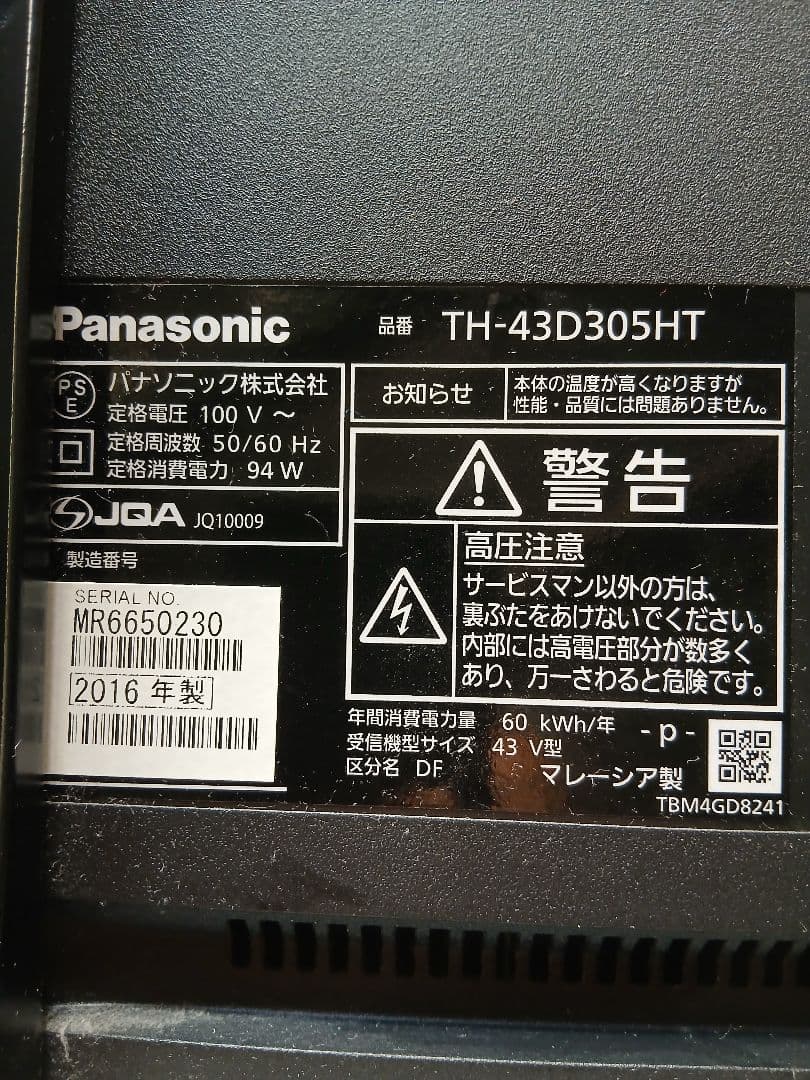 Panasonic
品番 TH-43D305HT
PS
E
パナソニック株式会社
定格電圧 100 V ～
定格周波数 50/60 Hz
定格消費電力 94 W
JQA JQ10009
製造番号
SERIAL NO.
MR6650230
2016 年製
お知らせ
本体の温度が高くなりますが
性能・品質には問題ありません。
警告
高圧注意
サービスマン以外の方は、
裏ぶたをあけないでください。
内部には高電圧部分が数多く
あり、万一さわると危険です。
年間消費電力量 60 kWh/年
受信機型サイズ 43 V型
区分名 DF
- p -
マレーシア製
TBM4GD8241